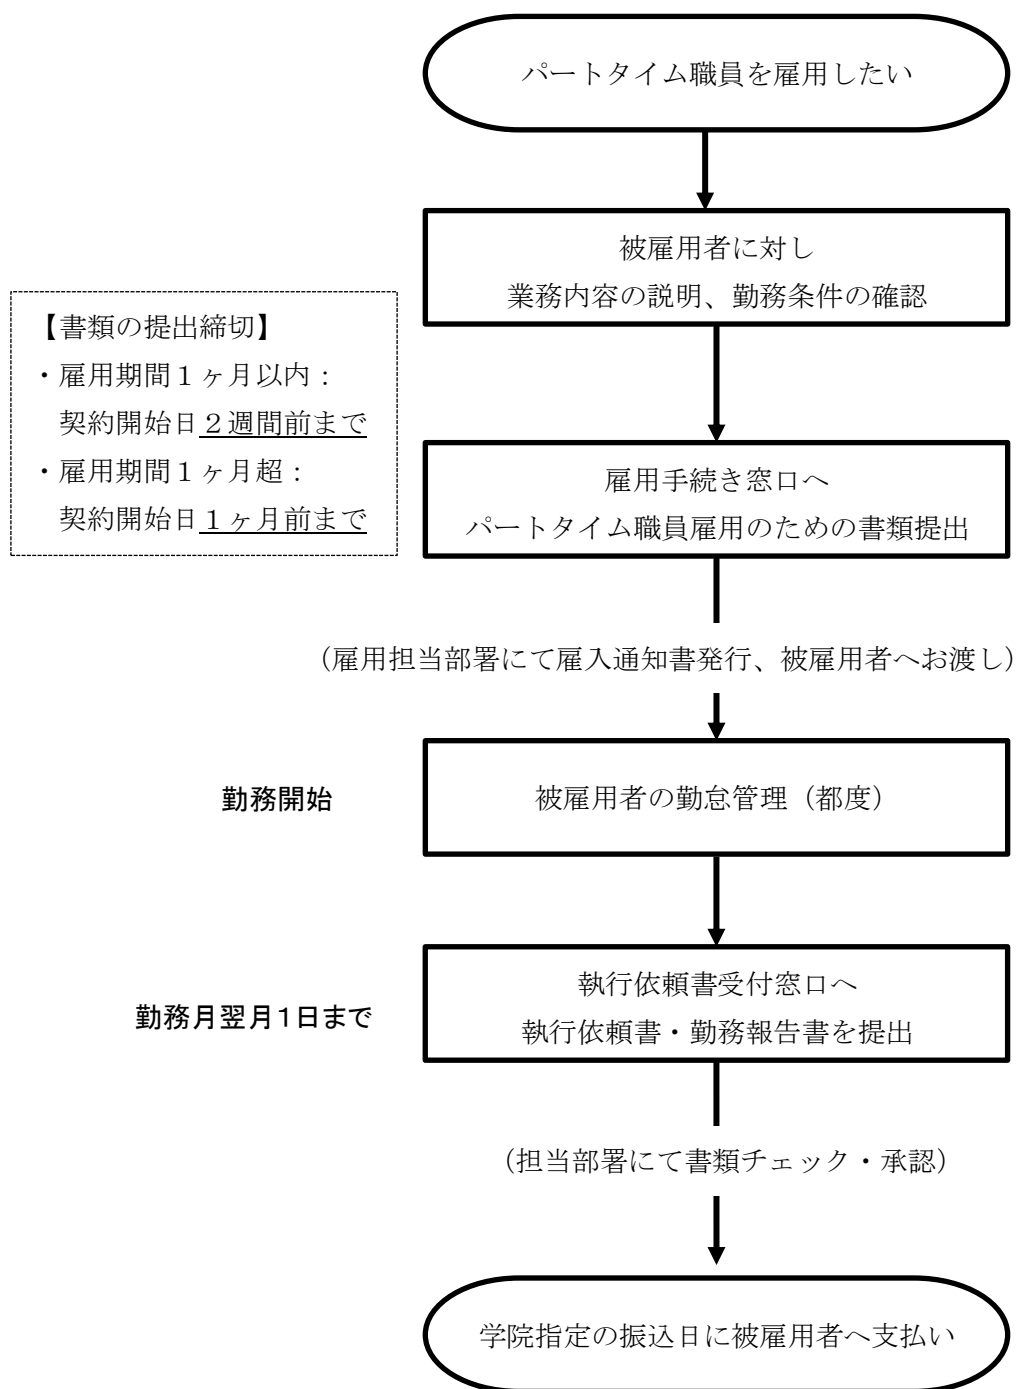 パートタイム職員を雇用したい
被雇用者に対し
業務内容の説明、勤務条件の確認
【書類の提出締切】
・雇用期間１ヶ月以内：
契約開始日２週間前まで
・雇用期間１ヶ月超：
契約開始日１ヶ月前まで
雇用手続き窓口へ
パートタイム職員雇用のための書類提出
（雇用担当部署にて雇入通知書発行、被雇用者へお渡し）
勤務開始
被雇用者の勤怠管理（都度）
執行依頼書受付窓口へ
勤務月翌月１日まで
執行依頼書・勤務報告書を提出
（担当部署にて書類チェック・承認）
学院指定の振込日に被雇用者へ支払い